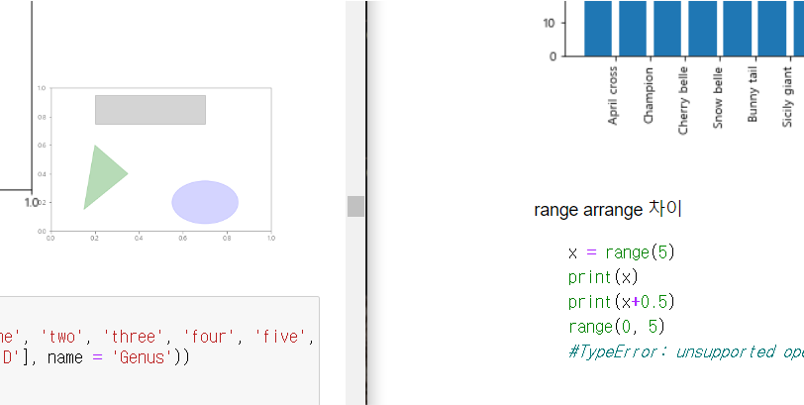 1.0
1.0
0.8
0.6
0.4
0.2
0.0
0.0 0.2 0.4 0.6 0.8 1.0
'two', 'three', 'four', 'five',
D'], name = 'Genus'))
10
0
April cross
Champion
Cherry belle
Snow belle
Bunny tail
Sicily giant
range arrange 차이
x = range(5)
print(x)
print(x+0.5)
range(0, 5)
#TypeError: unsupported